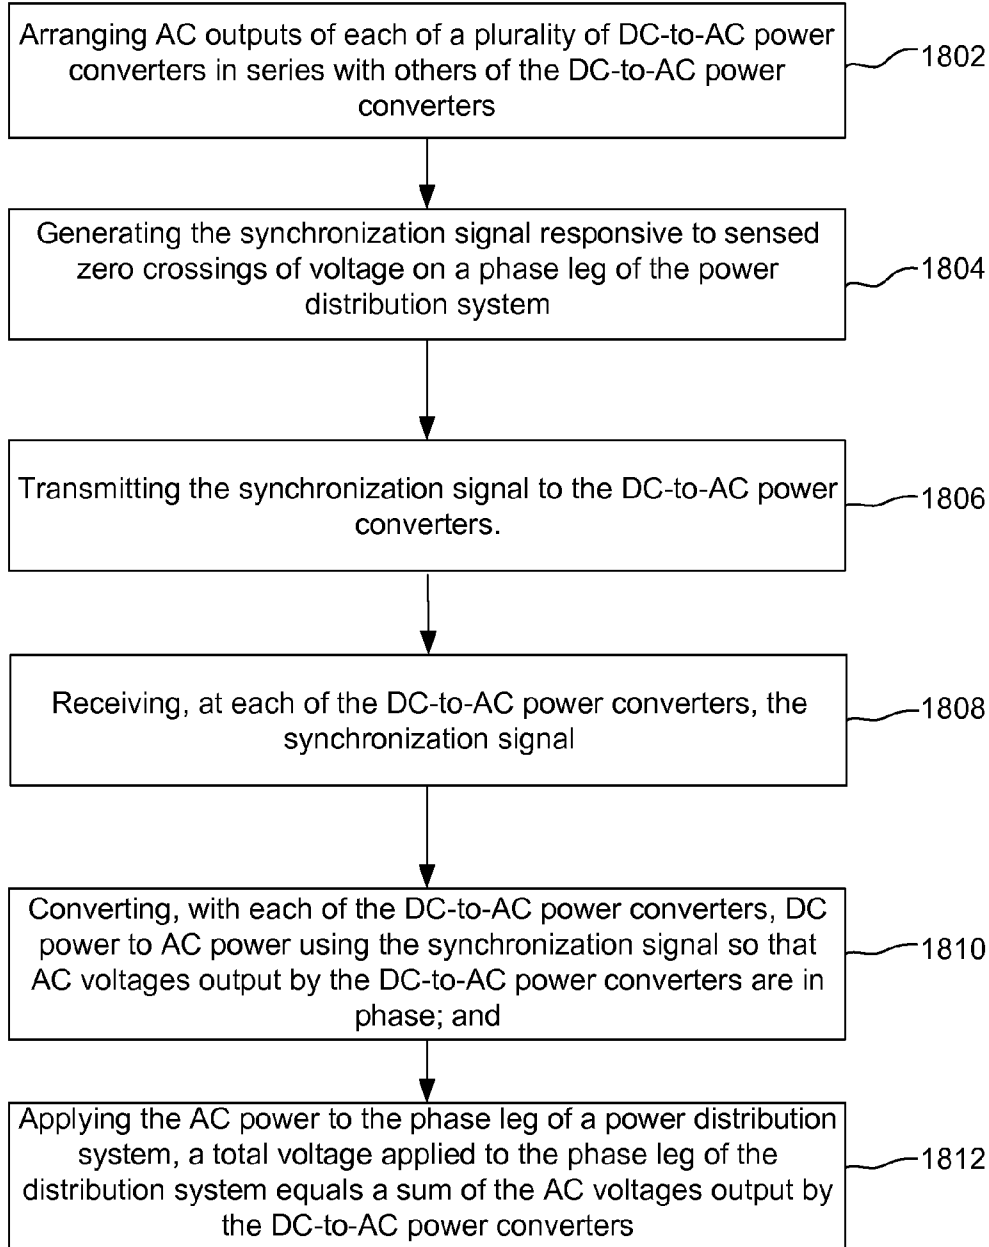 Arranging AC outputs of each of a plurality of DC-to-AC power
converters in series with others of the DC-to-AC power
converters
1802
Generating the synchronization signal responsive to sensed
zero crossings of voltage on a phase leg of the power
distribution system
1804
Transmitting the synchronization signal to the DC-to-AC power
converters.
1806
Receiving, at each of the DC-to-AC power converters, the
synchronization signal
1808
Converting, with each of the DC-to-AC power converters, DC
power to AC power using the synchronization signal so that
AC voltages output by the DC-to-AC power converters are in
phase; and
1810
Applying the AC power to the phase leg of a power distribution
system, a total voltage applied to the phase leg of the
distribution system equals a sum of the AC voltages output by
the DC-to-AC power converters
1812